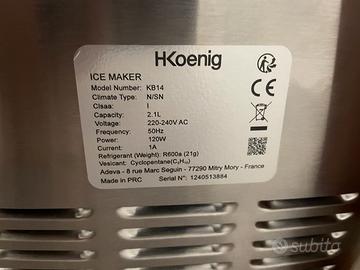 HKoenig
ICE MAKER
Model Number: KB14
Climate Type: N/SN
Clsaa: I
Capacity: 2.1L
Voltage: 220-240V AC
Frequency: 50Hz
Power: 120W
Current: 1A
Refrigerant (Weight): R600a (21g)
Vesicant: Cyclopentane(C₅H₁₀)
Adeva - 8 rue Marc Seguin - 77290 Mitry Mory - France
Made in PRC Serial N°: 1240513884
subito